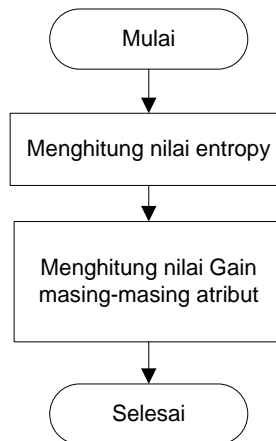 Mulai
Menghitung nilai entropy
Menghitung nilai Gain
masing-masing atribut
Selesai